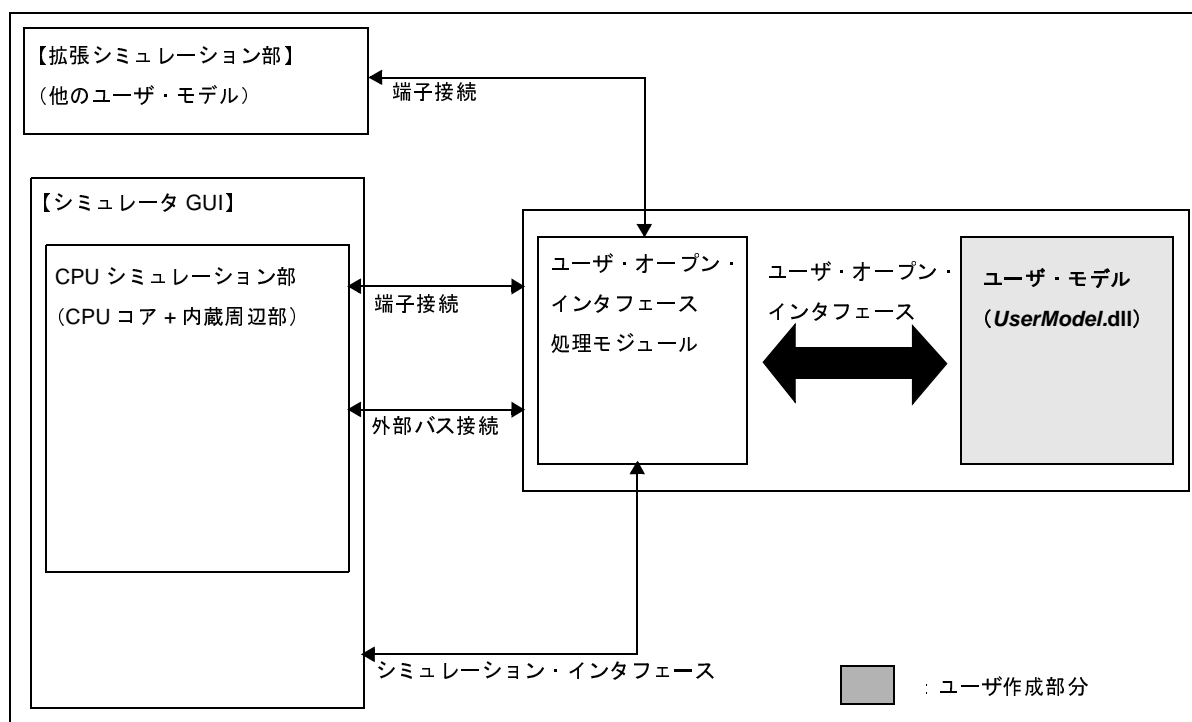 【拡張シミュレーション部】
（他のユーザ・モデル）
端子接続
【シミュレータ GUI】
CPU シミュレーション部
（CPU コア + 内蔵周辺部）
端子接続
外部バス接続
ユーザ・オープン・
インタフェース
処理モジュール
ユーザ・オープン・
インタフェース
ユーザ・モデル
（UserModel.dll）
シミュレーション・インタフェース
：ユーザ作成部分